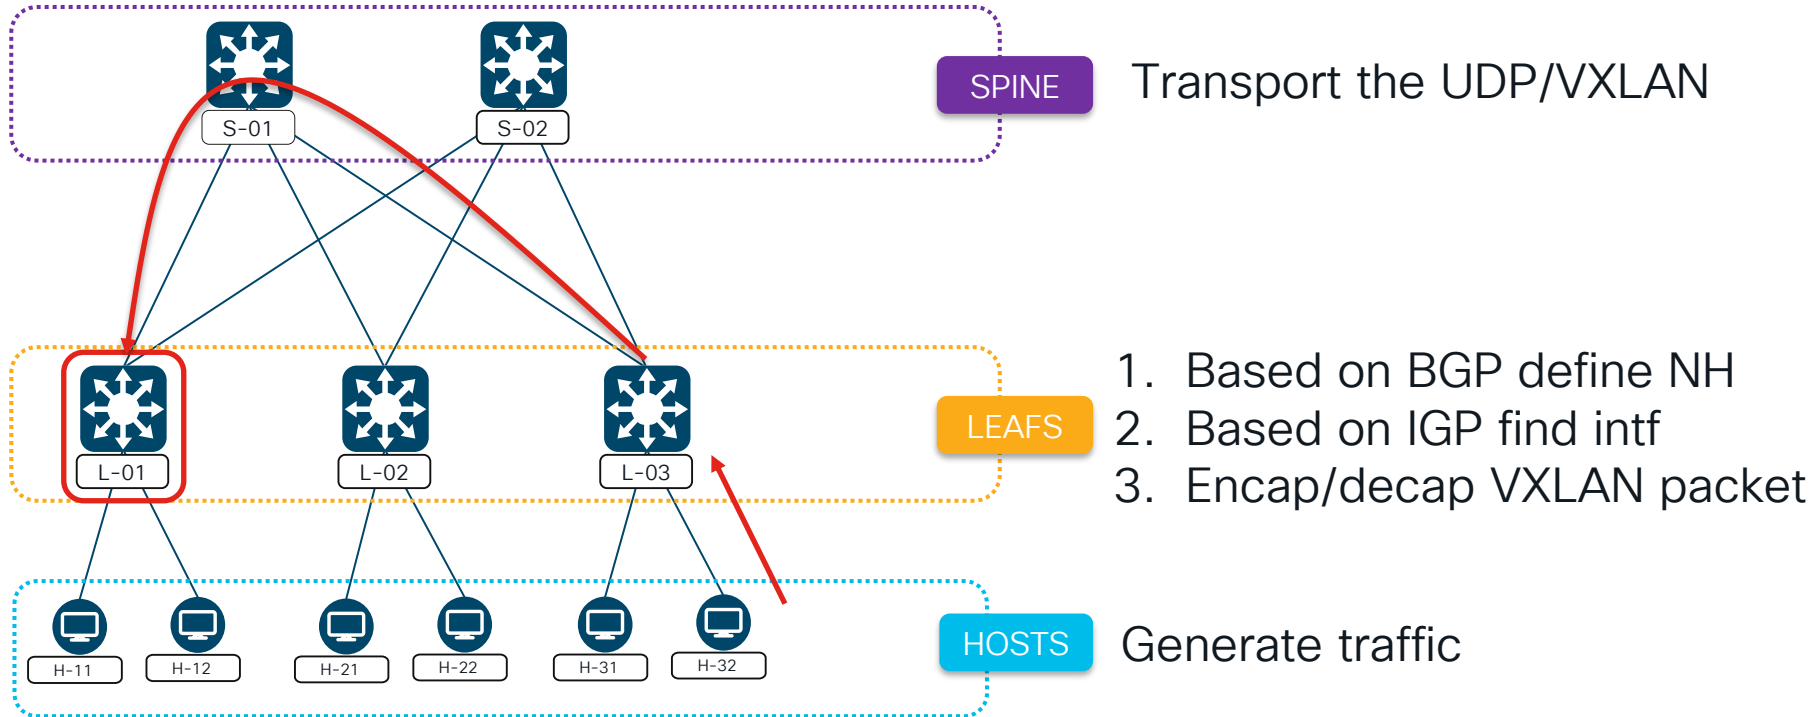 S-01
S-02
SPINE
Transport the UDP/VXLAN
L-01
L-02
L-03
LEAFS
1. Based on BGP define NH
2. Based on IGP find intf
3. Encap/decap VXLAN packet
H-11
H-12
H-21
H-22
H-31
H-32
HOSTS
Generate traffic